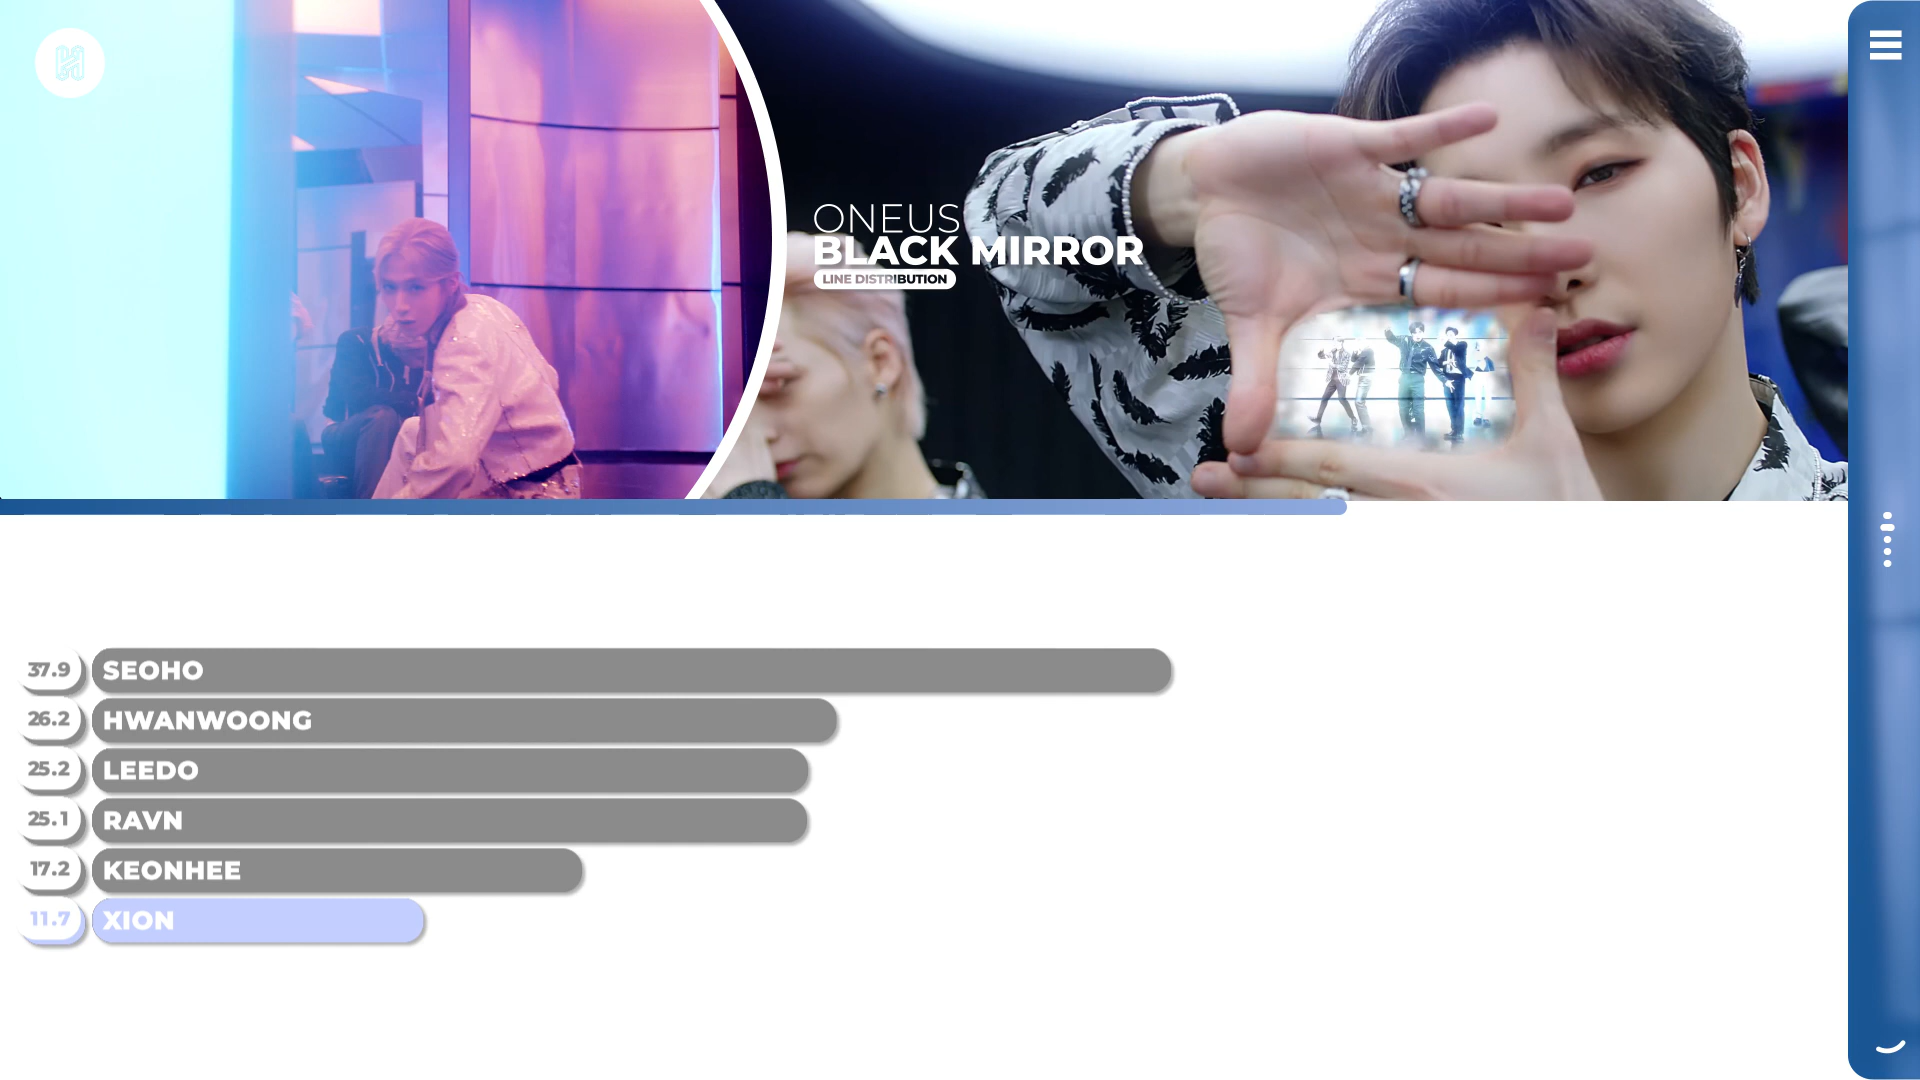 ONEUS
BLACK MIRROR
LINE DISTRIBUTION
37.9 SEOHO
26.2 HWANWOONG
25.2 LEEDO
25.1 RAVN
17.2 KEONHEE
11.7 XION